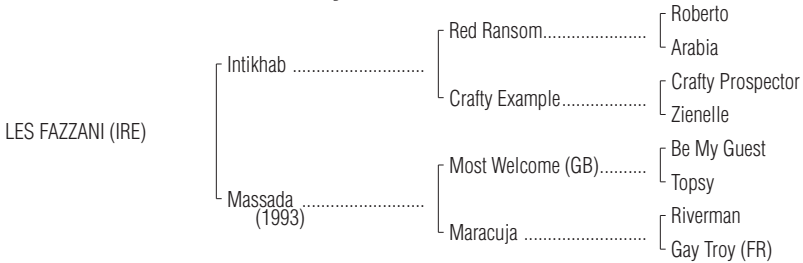 Roberto
Red Ransom......................
Arabia
Intikhab ............................
Crafty Prospector
Crafty Example..................
Zienelle
LES FAZZANI (IRE)
Be My Guest
Most Welcome (GB)..........
Topsy
Massada ..........................
(1993)
Riverman
Maracuja ..........................
Gay Troy (FR)